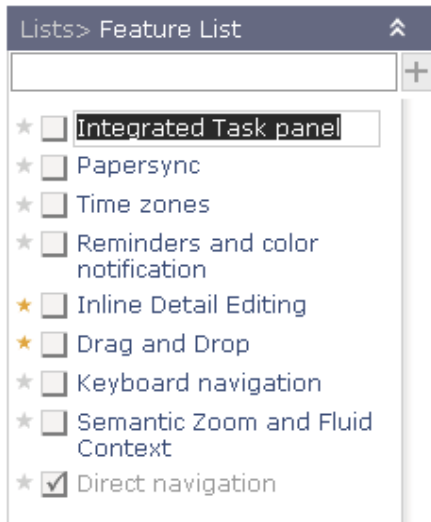 Lists> Feature List
Integrated Task panel
Papersync
Time zones
Reminders and color
notification
Inline Detail Editing
Drag and Drop
Keyboard navigation
Semantic Zoom and Fluid
Context
Direct navigation